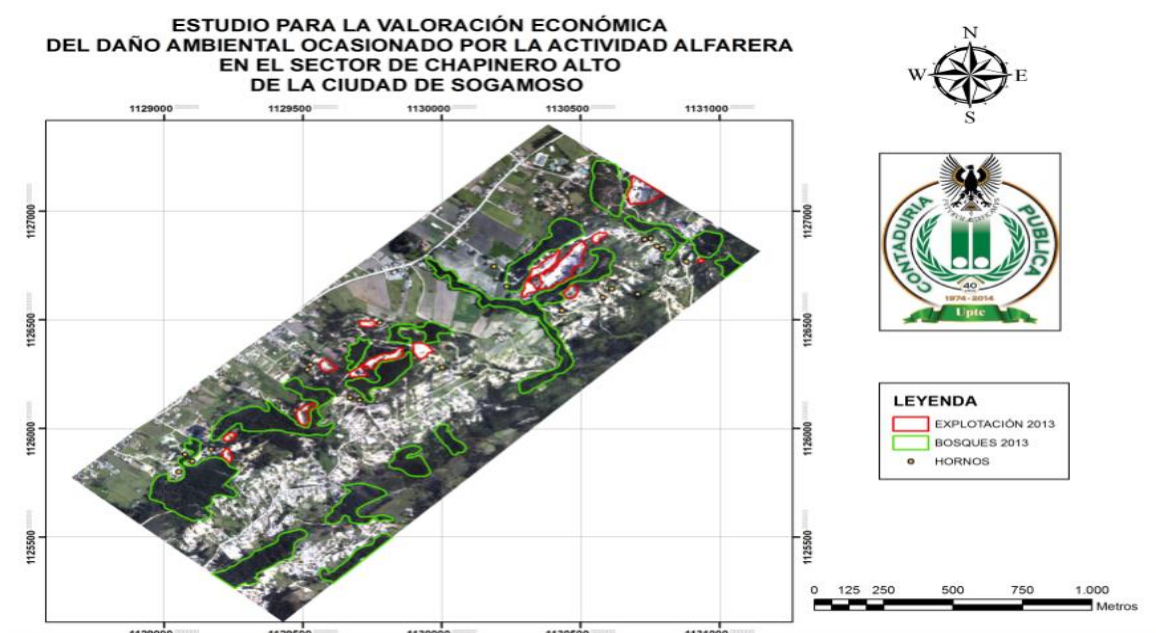 ESTUDIO PARA LA VALORACIÓN ECONÓMICA
DEL DAÑO AMBIENTAL OCASIONADO POR LA ACTIVIDAD ALFARERA
EN EL SECTOR DE CHAPINERO ALTO
DE LA CIUDAD DE SOGAMOSO
1129000
1129500
1130000
1130500
1131000
1127000
1126500
1126000
1125500
1127000
1126500
1126000
1125500
N
W
E
S
CONTADURIA
PUBLICA
40
1974-2014
Uptc
LEYENDA
EXPLOTACIÓN 2013
BOSQUES 2013
HORNOS
0 125 250 500 750 1.000
Metros